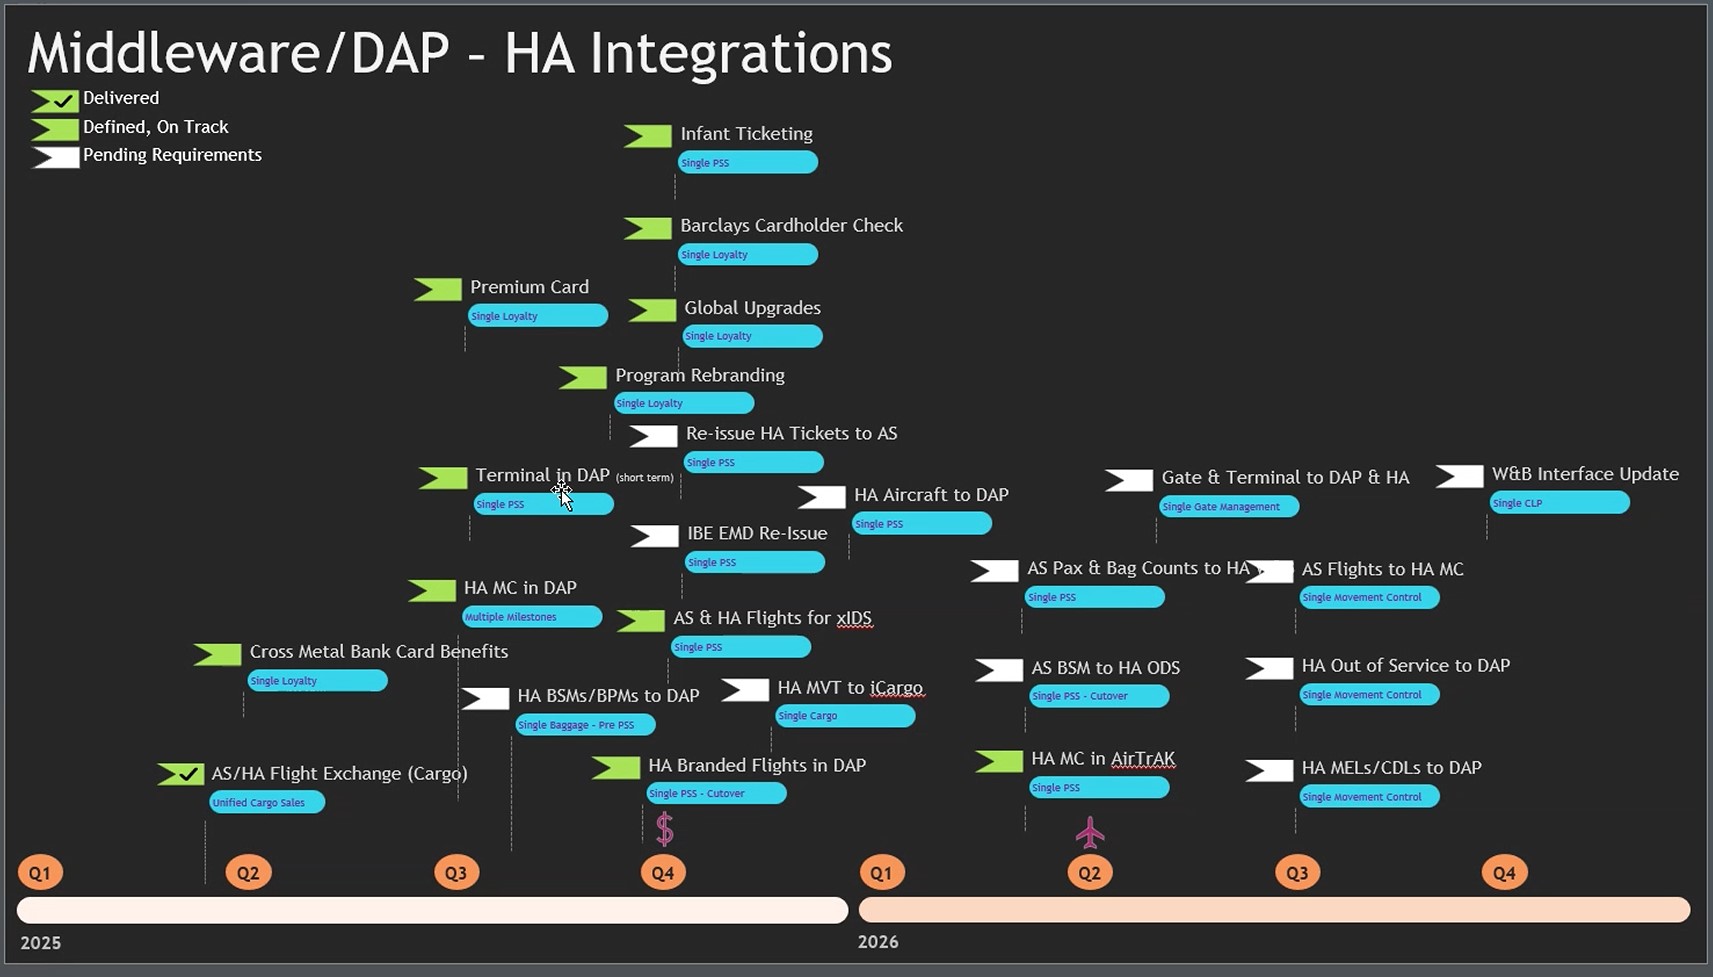 Middleware/DAP - HA Integrations
Delivered
Defined, On Track
Pending Requirements
Infant Ticketing
Single PSS
Barclays Cardholder Check
Single Loyalty
Premium Card
Single Loyalty
Global Upgrades
Single Loyalty
Program Rebranding
Single Loyalty
Re-issue HA Tickets to AS
Single PSS
Terminal in DAP (short term)
Single PSS
HA Aircraft to DAP
Single PSS
Gate & Terminal to DAP & HA
Single Gate Management
W&B Interface Update
Single CLP
IBE EMD Re-Issue
Single PSS
AS Pax & Bag Counts to HA
Single PSS
AS Flights to HA MC
Single Movement Control
HA MC in DAP
Multiple Milestones
AS & HA Flights for xIDS
Single PSS
Cross Metal Bank Card Benefits
Single Loyalty
HA BSMs/BPMs to DAP
Single Baggage - Pre PSS
HA MVT to iCargo
Single Cargo
AS BSM to HA ODS
Single PSS - Cutover
HA Out of Service to DAP
Single Movement Control
AS/HA Flight Exchange (Cargo)
Unified Cargo Sales
HA Branded Flights in DAP
Single PSS - Cutover
HA MC in AirTrAK
Single PSS
HA MELs/CDLs to DAP
Single Movement Control
$
Q1 Q2 Q3 Q4 Q1 Q2 Q3 Q4
2025 2026